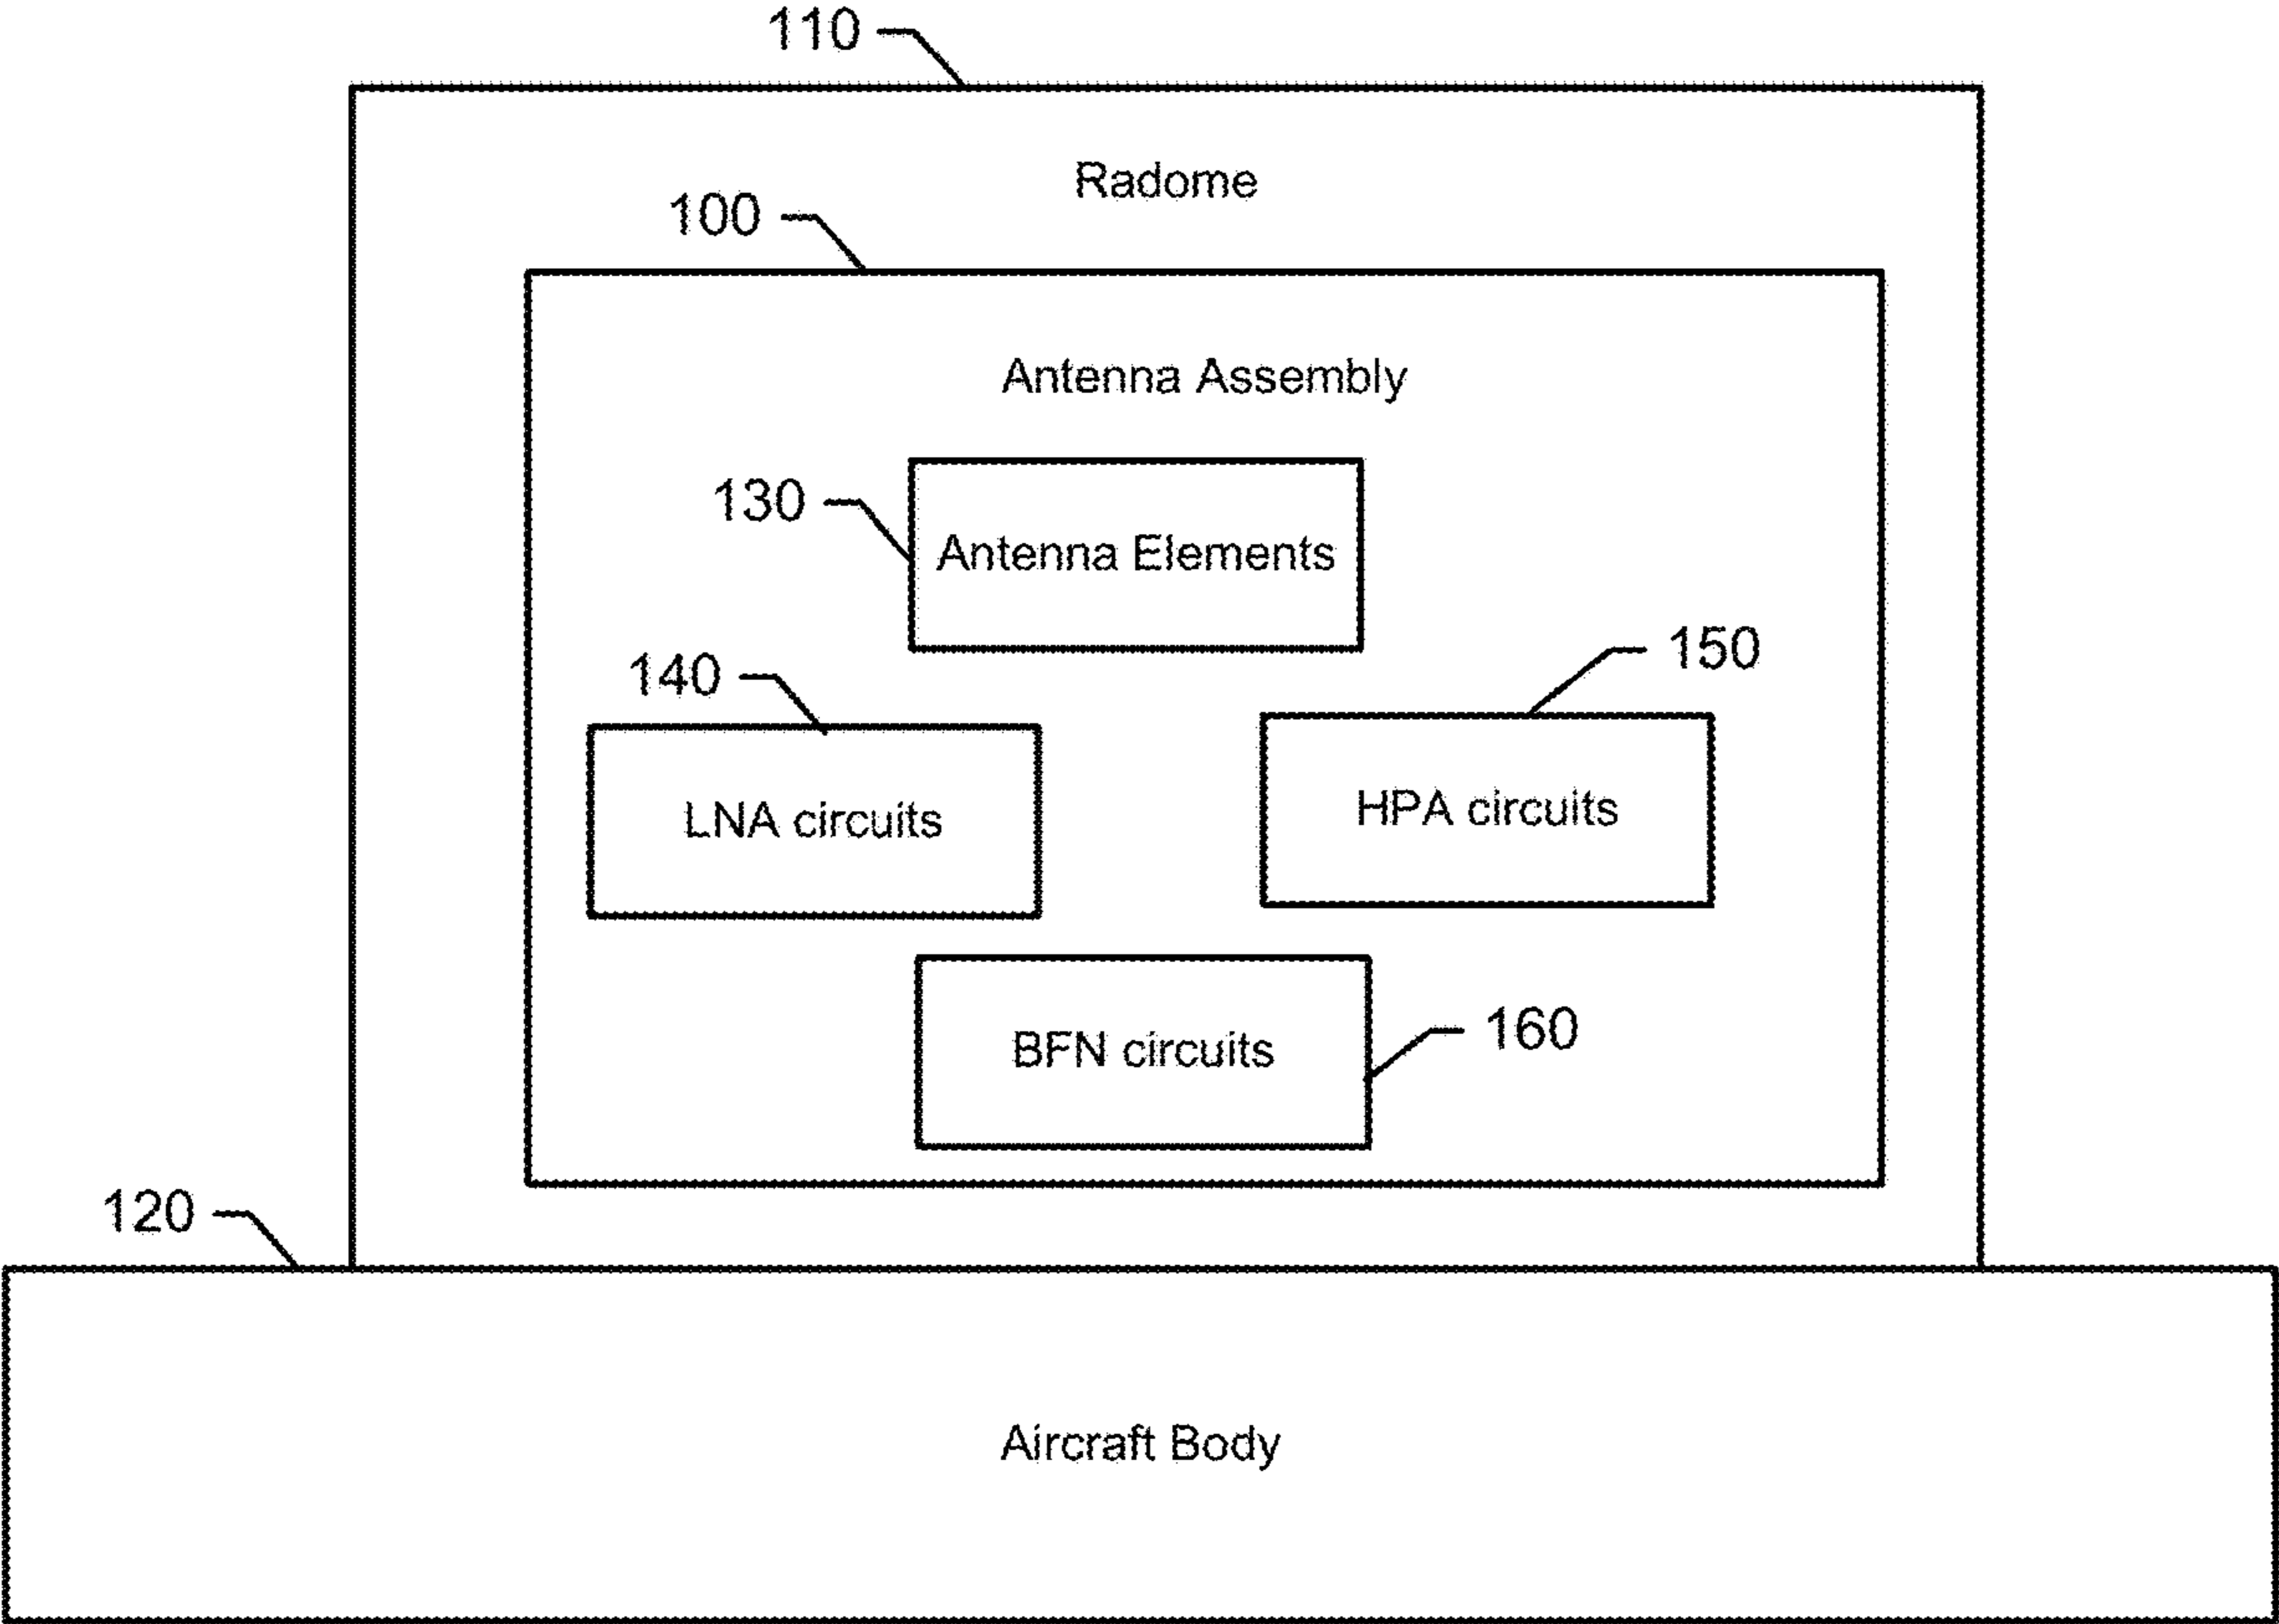 110
Radome
100
Antenna Assembly
130
Antenna Elements
150
140
HPA circuits
LNA circuits
160
BFN circuits
120
Aircraft Body